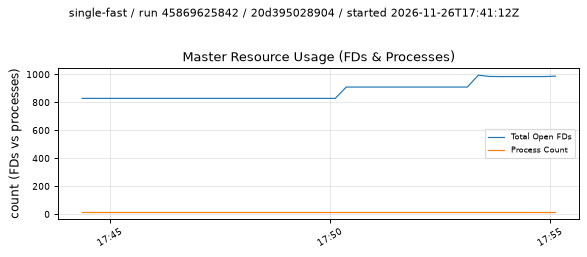 single-fast / run 45869625842 / 20d395028904 / started 2026-11-26T17:41:12Z
Master Resource Usage (FDs & Processes)
count (FDs vs processes)
1000
800
600
400
200
0
Total Open FDs
Process Count
17:45
17:50
17:55